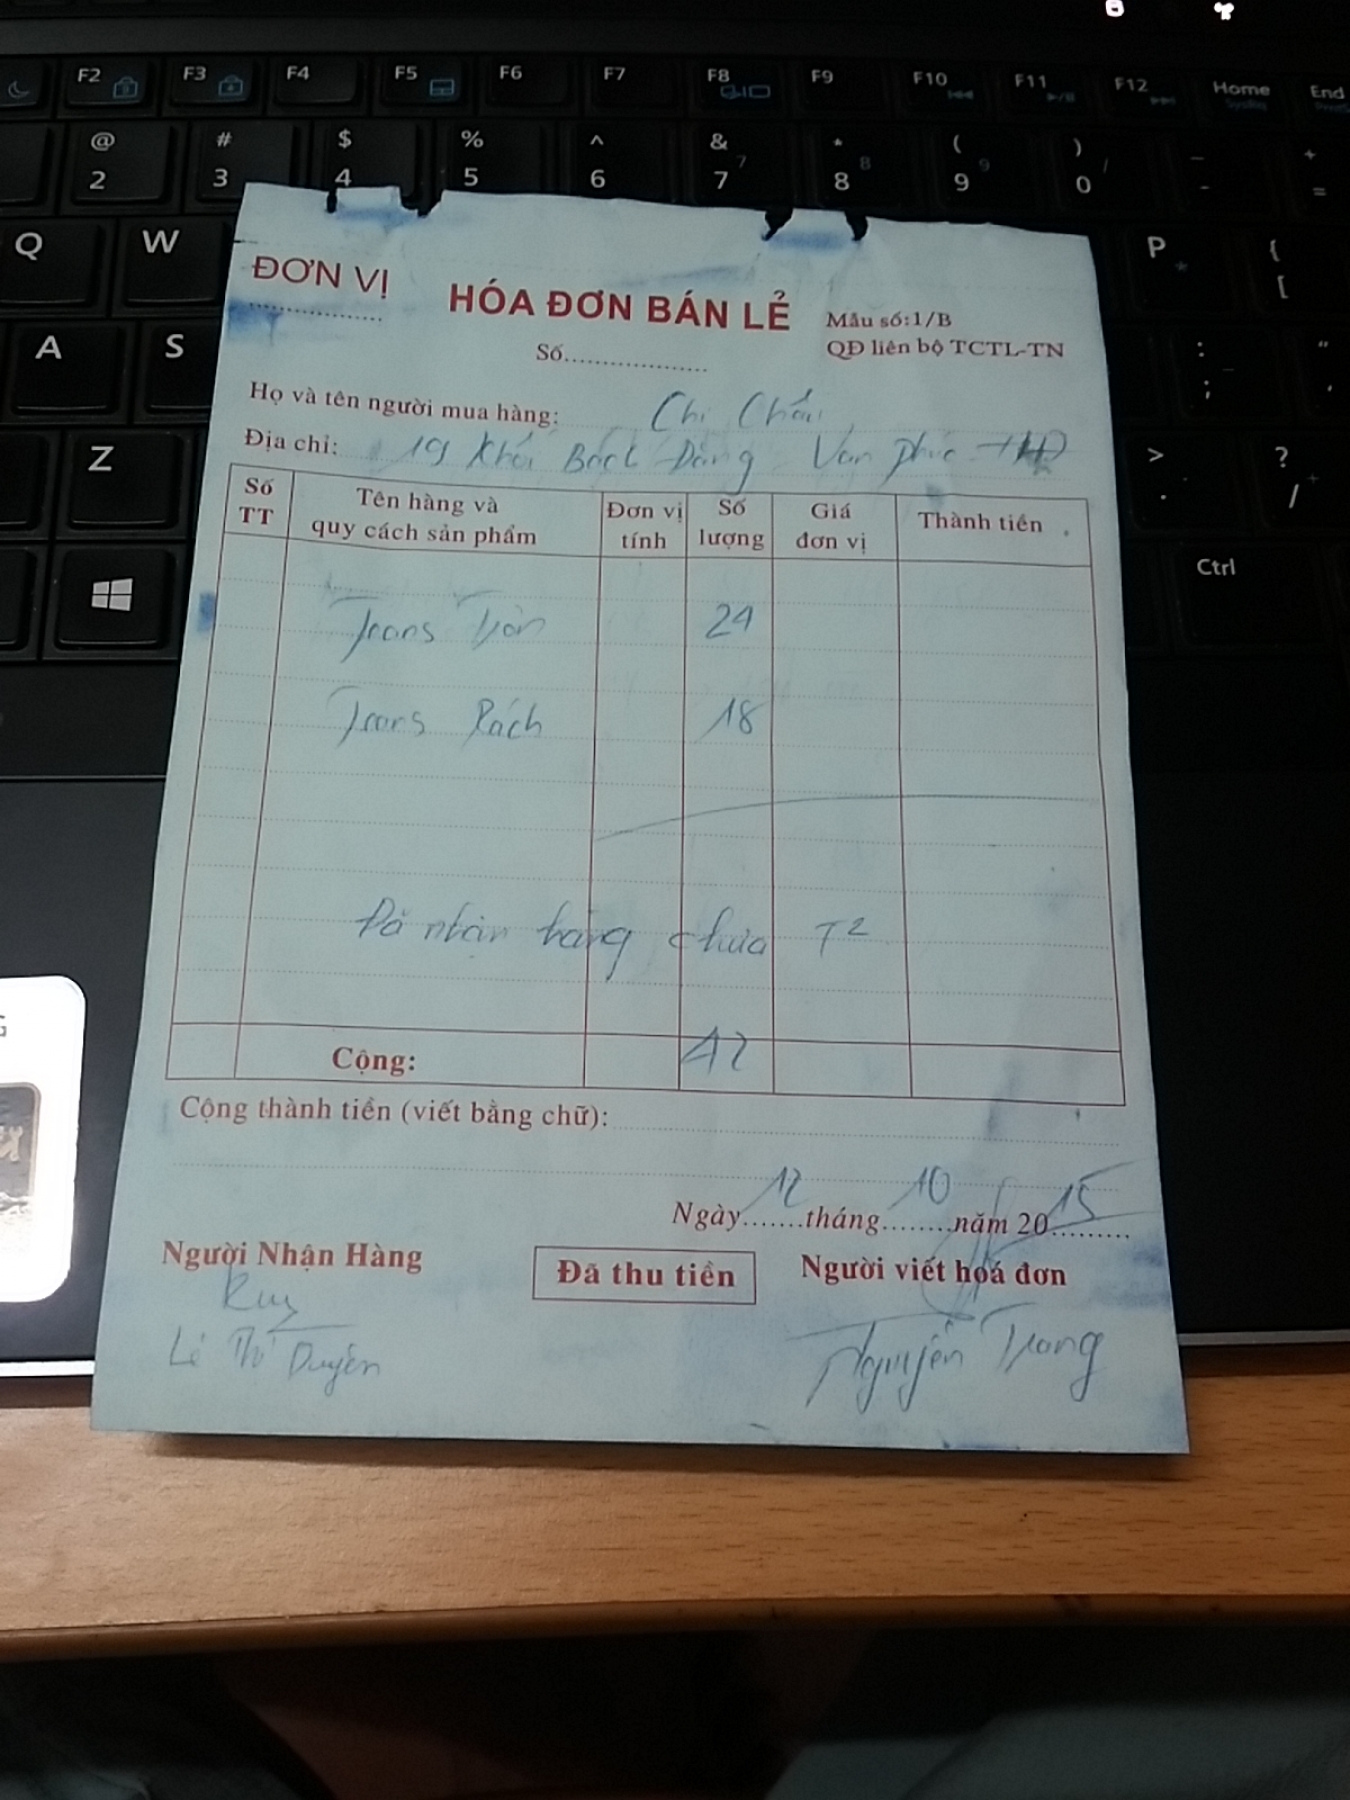 F2 F3 F4 F5 F6 F7 F8 F9 F10 F11 F12 Home End
@ # $ % ^ & * ( ) _ +
2 3 4 5 6 7 8 9 0 - =
Q W P { [
A S : ; "
Z > . ? /
Ctrl
ĐƠN VỊ
HÓA ĐƠN BÁN LẺ
Mẫu số:1/B
Số...................
QĐ liên bộ TCTL-TN
Họ và tên người mua hàng: Chị
Địa chỉ: 19 Khối Bạch Đằng Vạn phúc - HĐ
Số TT Tên hàng và quy cách sản phẩm Đơn vị tính Số lượng Giá đơn vị Thành tiền
Trans Tròn 24
Trans Rách 18
Đã nhận hàng chưa T²
Cộng: 42
Cộng thành tiền (viết bằng chữ):
Ngày 12 tháng 10 năm 2015
Người Nhận Hàng Đã thu tiền Người viết hoá đơn
Lê Thị Duyên Nguyễn Trang